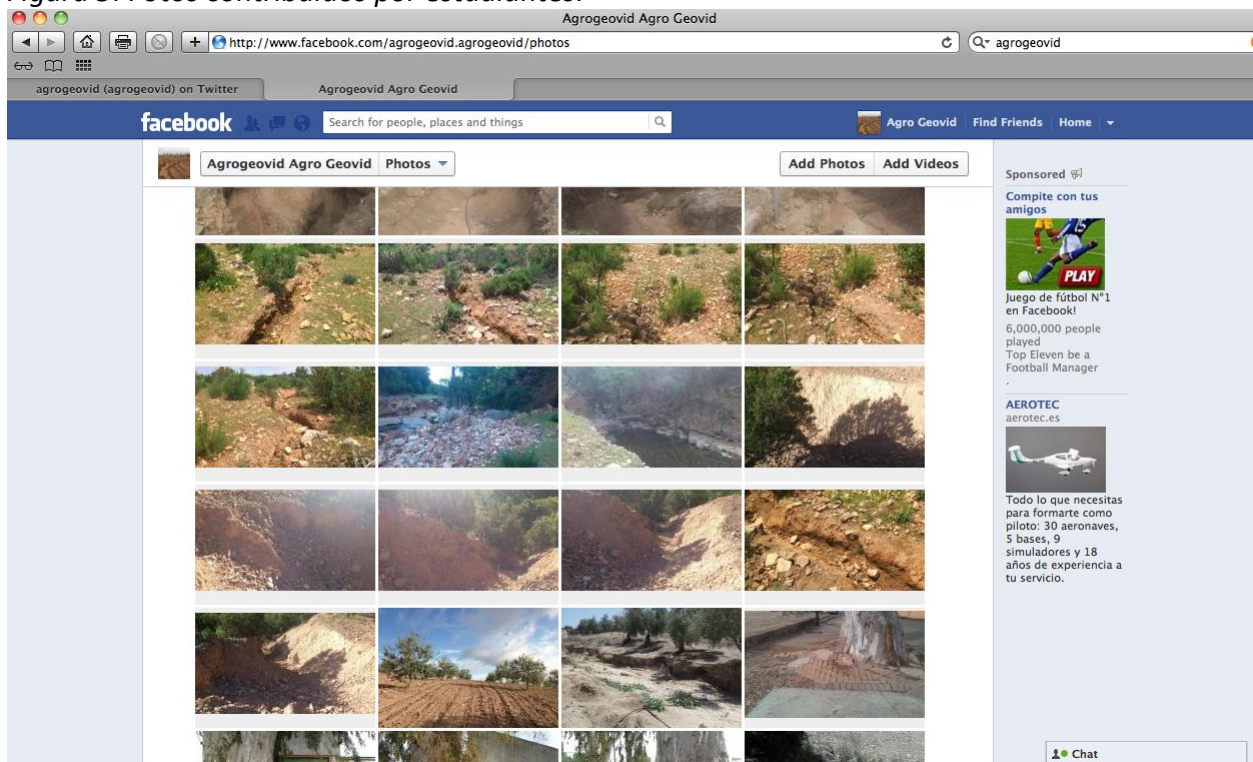 Agrogeovid Agro Geovid
http://www.facebook.com/agrogeovid.agrogeovid/photos
agrogeovid
agrogeovid (agrogeovid) on Twitter
Agrogeovid Agro Geovid
facebook
Search for people, places and things
Agro Geovid
Find Friends
Home
Agrogeovid Agro Geovid
Photos
Add Photos
Add Videos
Sponsored
Compite con tus
amigos
15
PLAY
Juego de fútbol N°1
en Facebook!
6,000,000 people
played
Top Eleven be a
Football Manager
.
AEROTEC
aerotec.es
Todo lo que necesitas
para formarte como
piloto: 30 aeronaves,
5 bases, 9
simuladores y 18
años de experiencia a
tu servicio.
Chat